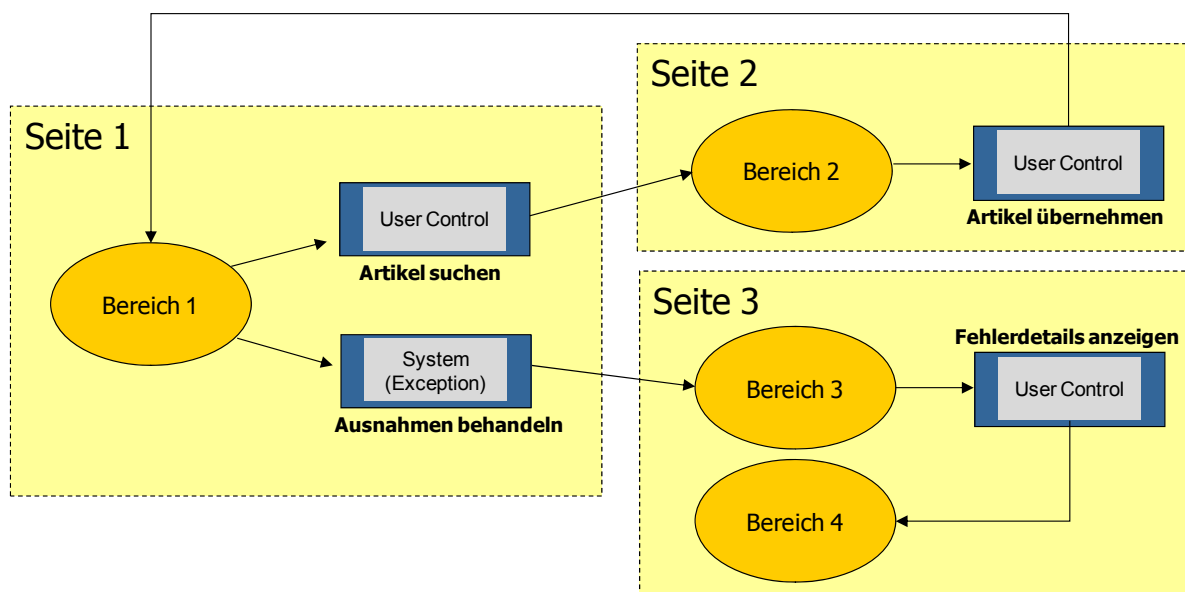 Seite 1
Bereich 1
User Control
Artikel suchen
System
(Exception)
Ausnahmen behandeln
Seite 2
Bereich 2
User Control
Artikel übernehmen
Seite 3
Bereich 3
Fehlerdetails anzeigen
User Control
Bereich 4